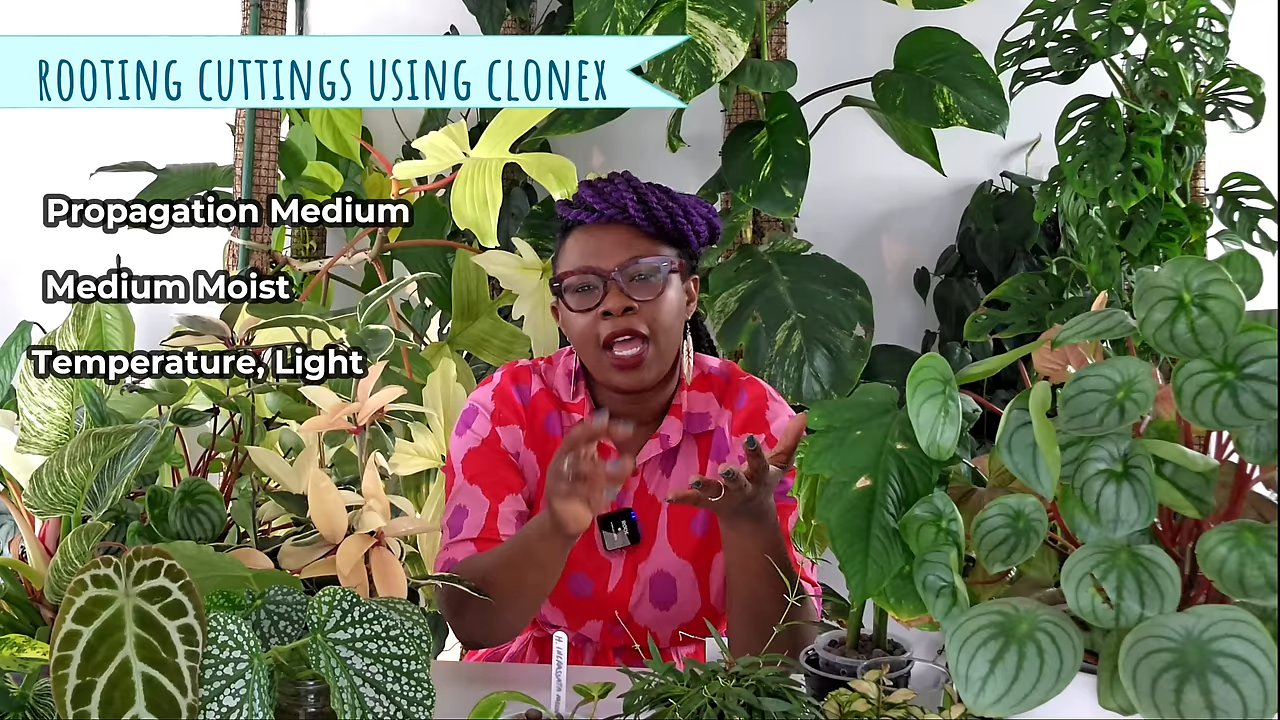 ROOTING CUTTINGS USING CLONEX
Propagation Medium
Medium Moist
Temperature, Light